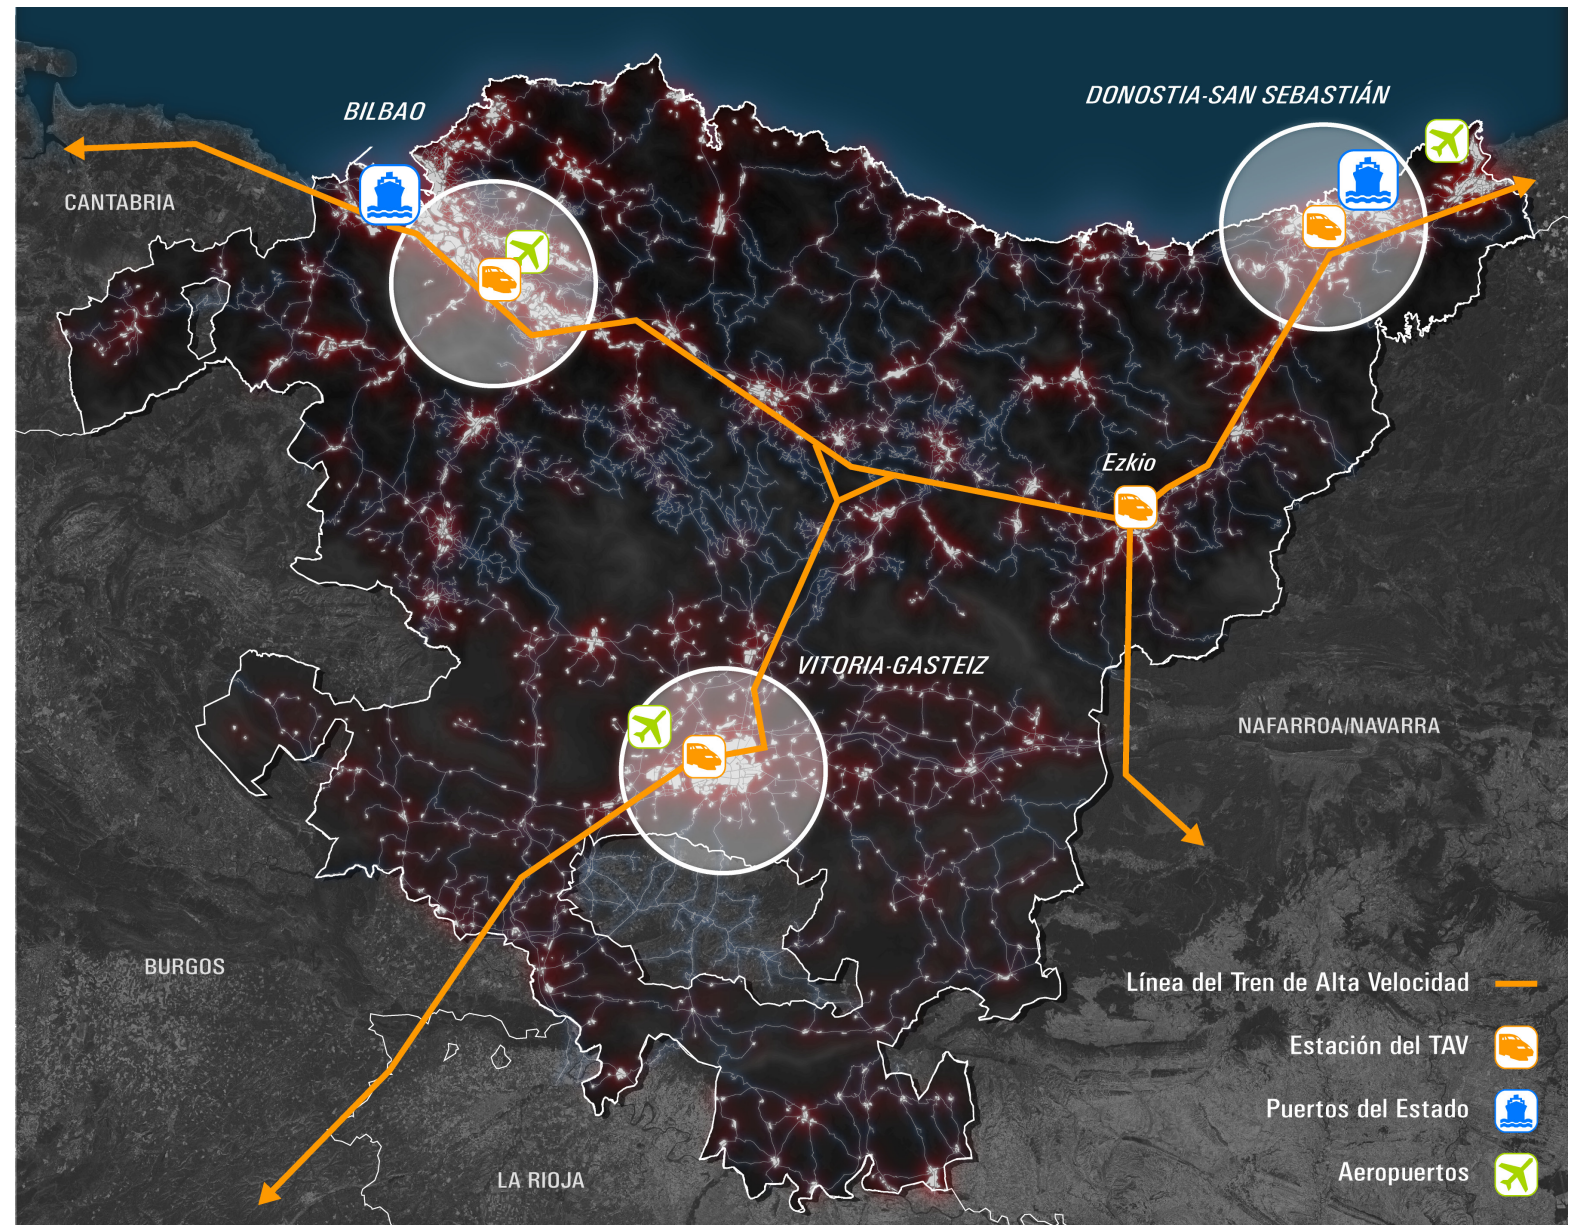 DONOSTIA-SAN SEBASTIÁN
BILBAO
CANTABRIA
Ezkio
VITORIA-GASTEIZ
NAFARROA/NAVARRA
BURGOS
LA RIOJA
Línea del Tren de Alta Velocidad
Estación del TAV
Puertos del Estado
Aeropuertos